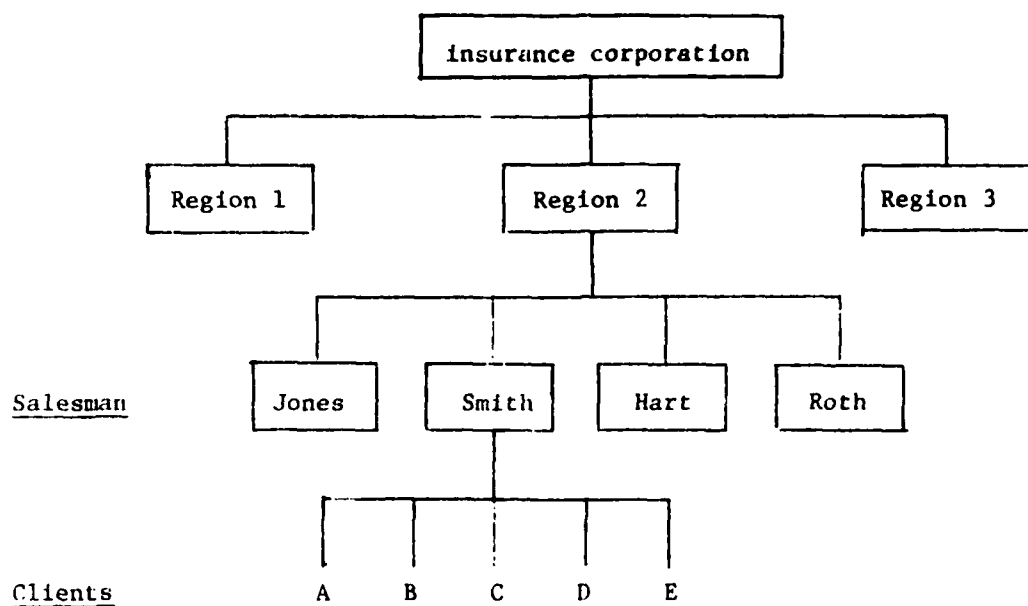 insurance corporation
Region 1 Region 2 Region 3
Salesman Jones Smith Hart Roth
Clients A B C D E